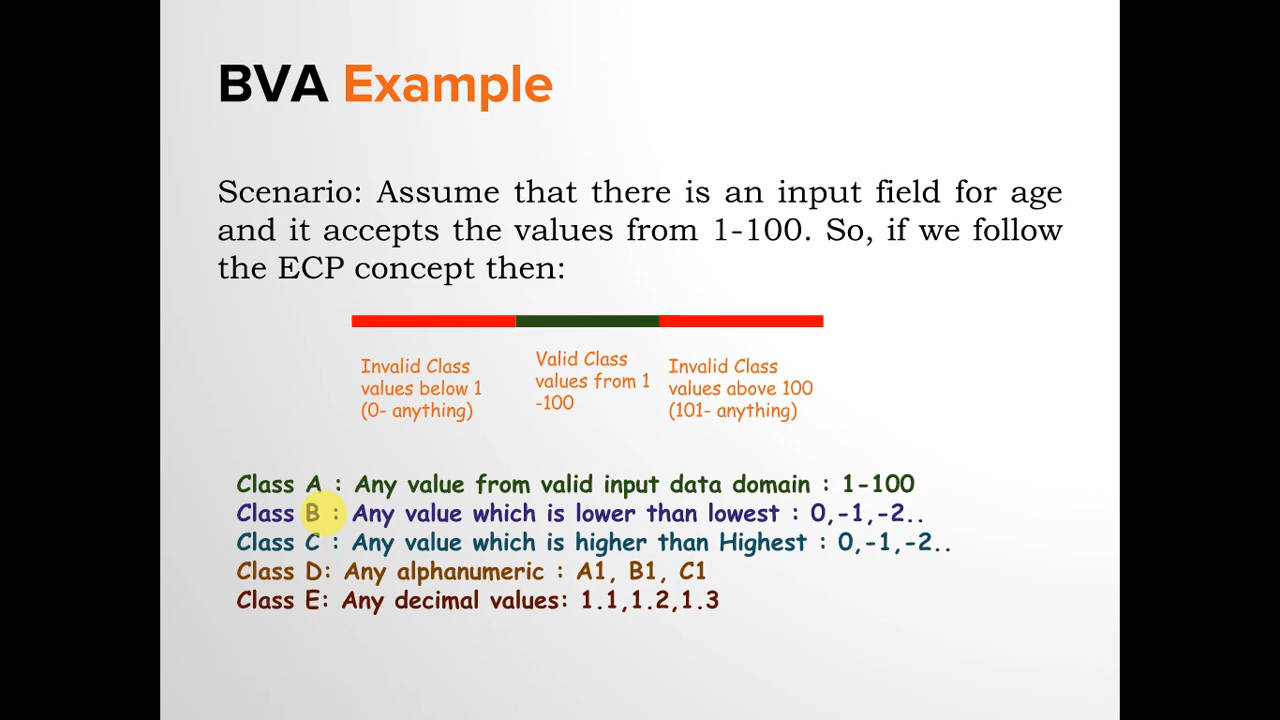 BVA Example
Scenario: Assume that there is an input field for age
and it accepts the values from 1-100. So, if we follow
the ECP concept then:
Invalid Class
values below 1
(0- anything)
Valid Class
values from 1
-100
Invalid Class
values above 100
(101- anything)
Class A : Any value from valid input data domain : 1-100
Class B : Any value which is lower than lowest : 0,-1,-2..
Class C : Any value which is higher than Highest : 0,-1,-2..
Class D: Any alphanumeric : A1, B1, C1
Class E: Any decimal values: 1.1,1.2,1.3